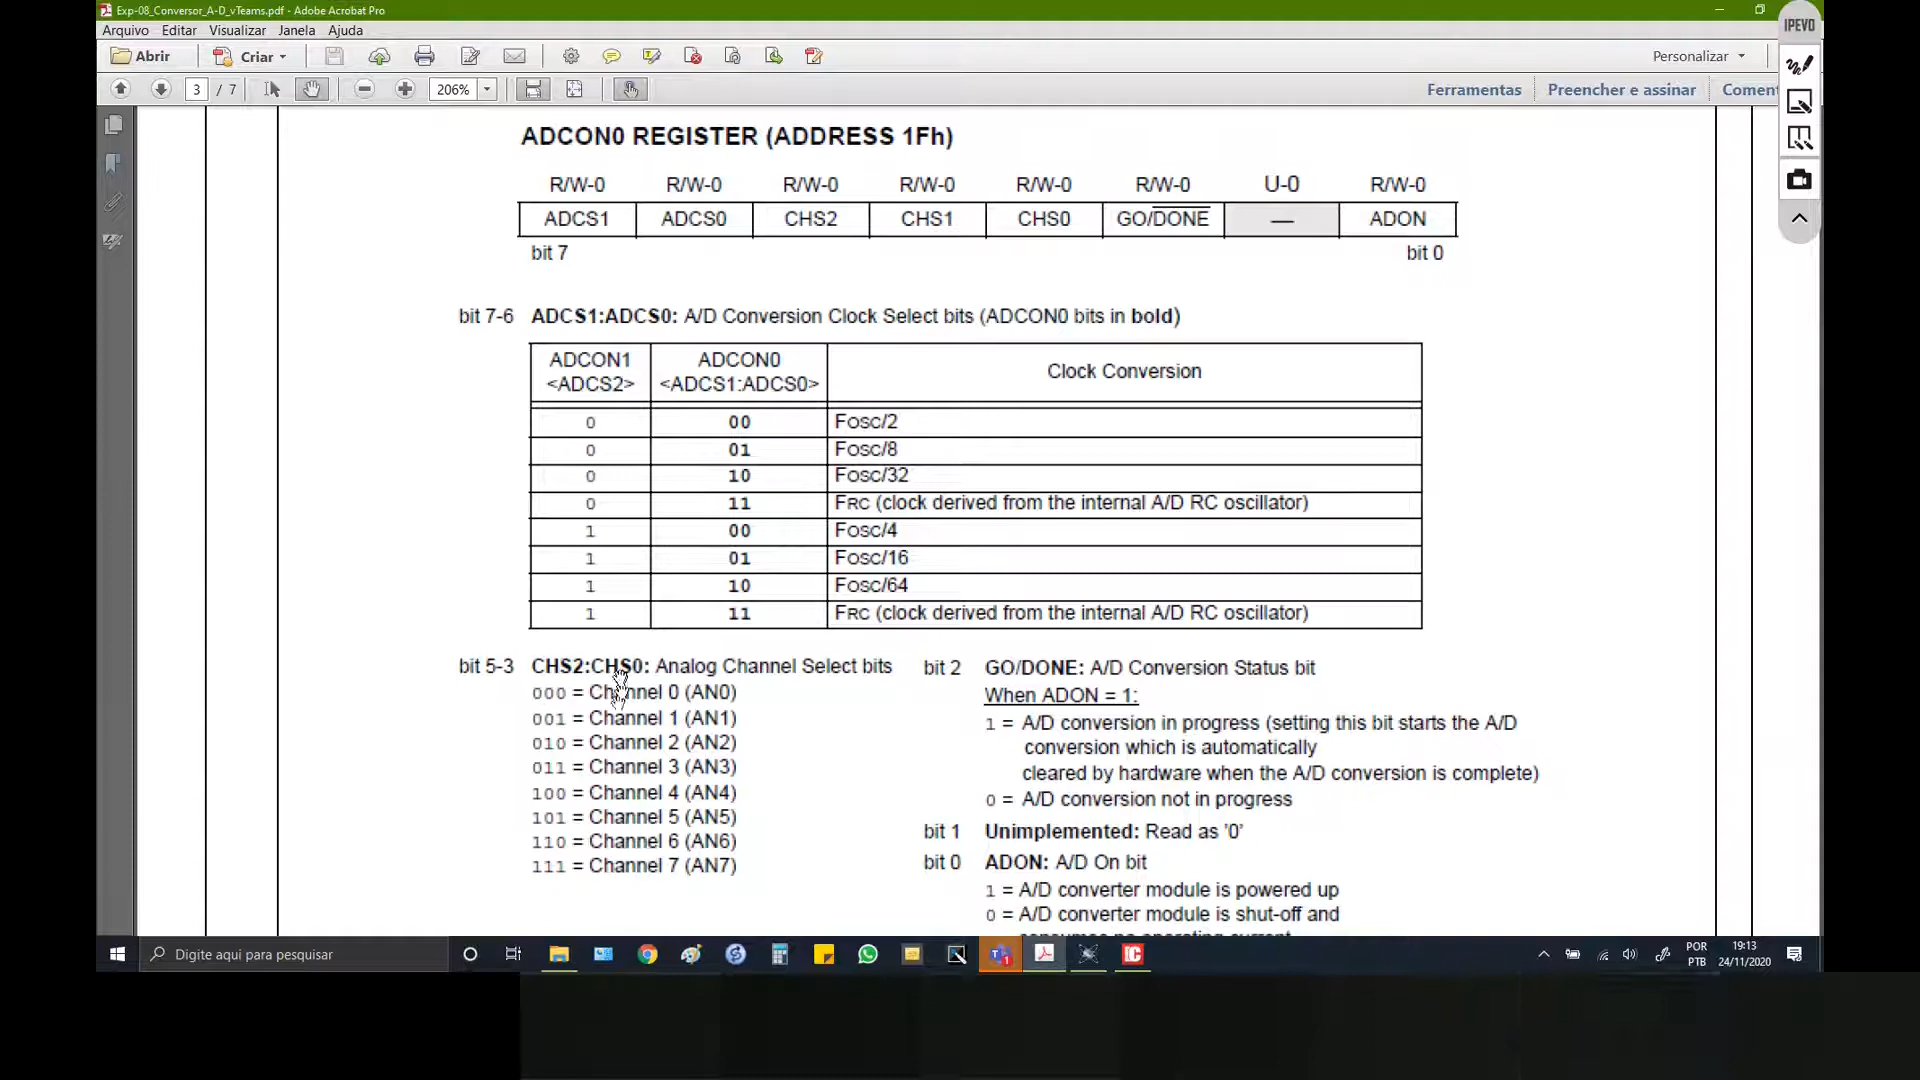 Exp-08_Conversor_A-D_vTeams.pdf - Adobe Acrobat Pro
IPEVO
Arquivo Editar Visualizar Janela Ajuda
Abrir Criar Personalizar
3 / 7 206% Ferramentas Preencher e assinar Coment
ADCON0 REGISTER (ADDRESS 1Fh)
R/W-0 R/W-0 R/W-0 R/W-0 R/W-0 R/W-0 U-0 R/W-0
ADCS1 ADCS0 CHS2 CHS1 CHS0 GO/DONE — ADON
bit 7 bit 0
bit 7-6 ADCS1:ADCS0: A/D Conversion Clock Select bits (ADCON0 bits in bold)
ADCON1 <ADCS2> ADCON0 <ADCS1:ADCS0> Clock Conversion
0 00 FOSC/2
0 01 FOSC/8
0 10 FOSC/32
0 11 FRC (clock derived from the internal A/D RC oscillator)
1 00 FOSC/4
1 01 FOSC/16
1 10 FOSC/64
1 11 FRC (clock derived from the internal A/D RC oscillator)
bit 5-3 CHS2:CHS0: Analog Channel Select bits
000 = Channel 0 (AN0)
001 = Channel 1 (AN1)
010 = Channel 2 (AN2)
011 = Channel 3 (AN3)
100 = Channel 4 (AN4)
101 = Channel 5 (AN5)
110 = Channel 6 (AN6)
111 = Channel 7 (AN7)
bit 2 GO/DONE: A/D Conversion Status bit
When ADON = 1:
1 = A/D conversion in progress (setting this bit starts the A/D
conversion which is automatically
cleared by hardware when the A/D conversion is complete)
0 = A/D conversion not in progress
bit 1 Unimplemented: Read as '0'
bit 0 ADON: A/D On bit
1 = A/D converter module is powered up
0 = A/D converter module is shut-off and
consumes no operating current
Digite aqui para pesquisar
POR
PTB
19:13
24/11/2020